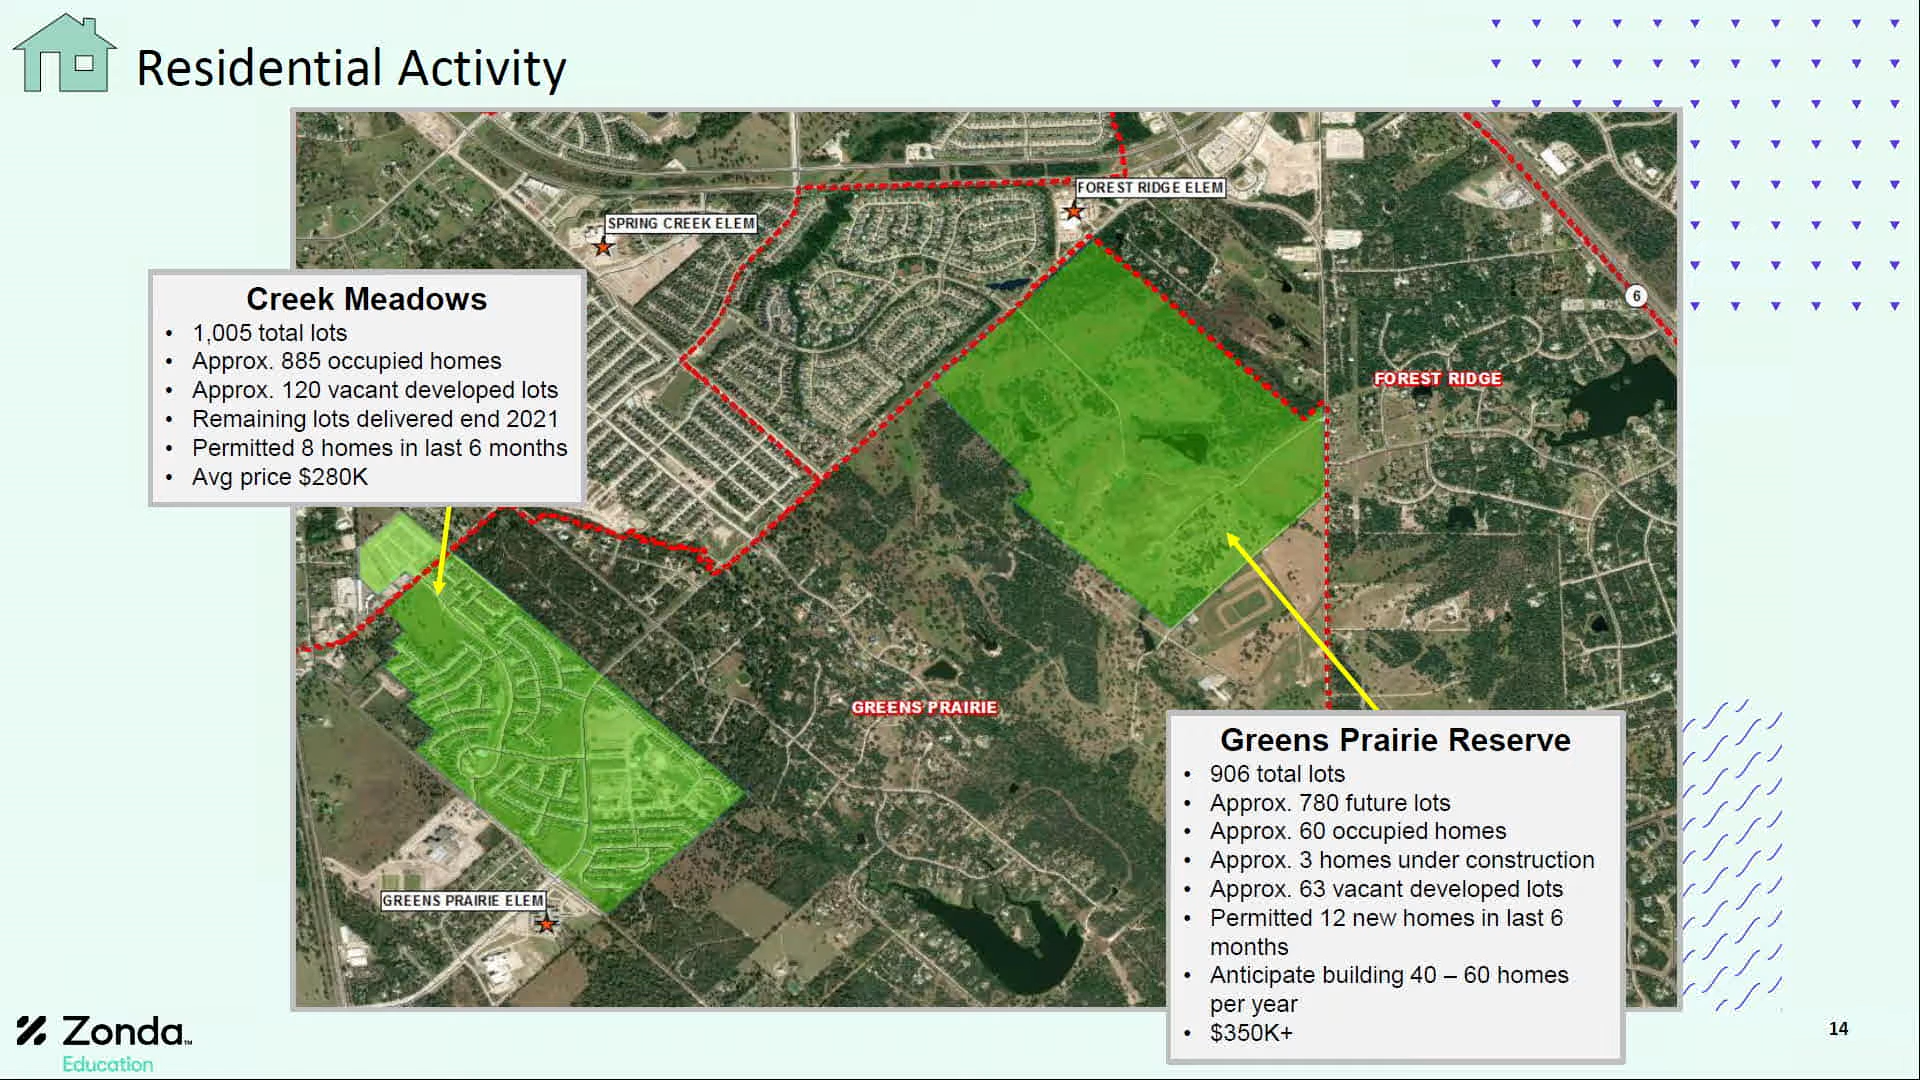 Residential Activity
FOREST RIDGE ELEM
SPRING CREEK ELEM
6
Creek Meadows
• 1,005 total lots
• Approx. 885 occupied homes
• Approx. 120 vacant developed lots
• Remaining lots delivered end 2021
• Permitted 8 homes in last 6 months
• Avg price $280K
FOREST RIDGE
GREENS PRAIRIE
GREENS PRAIRIE ELEM
Greens Prairie Reserve
• 906 total lots
• Approx. 780 future lots
• Approx. 60 occupied homes
• Approx. 3 homes under construction
• Approx. 63 vacant developed lots
• Permitted 12 new homes in last 6
months
• Anticipate building 40 – 60 homes
per year
• $350K+
Zonda™
Education
14